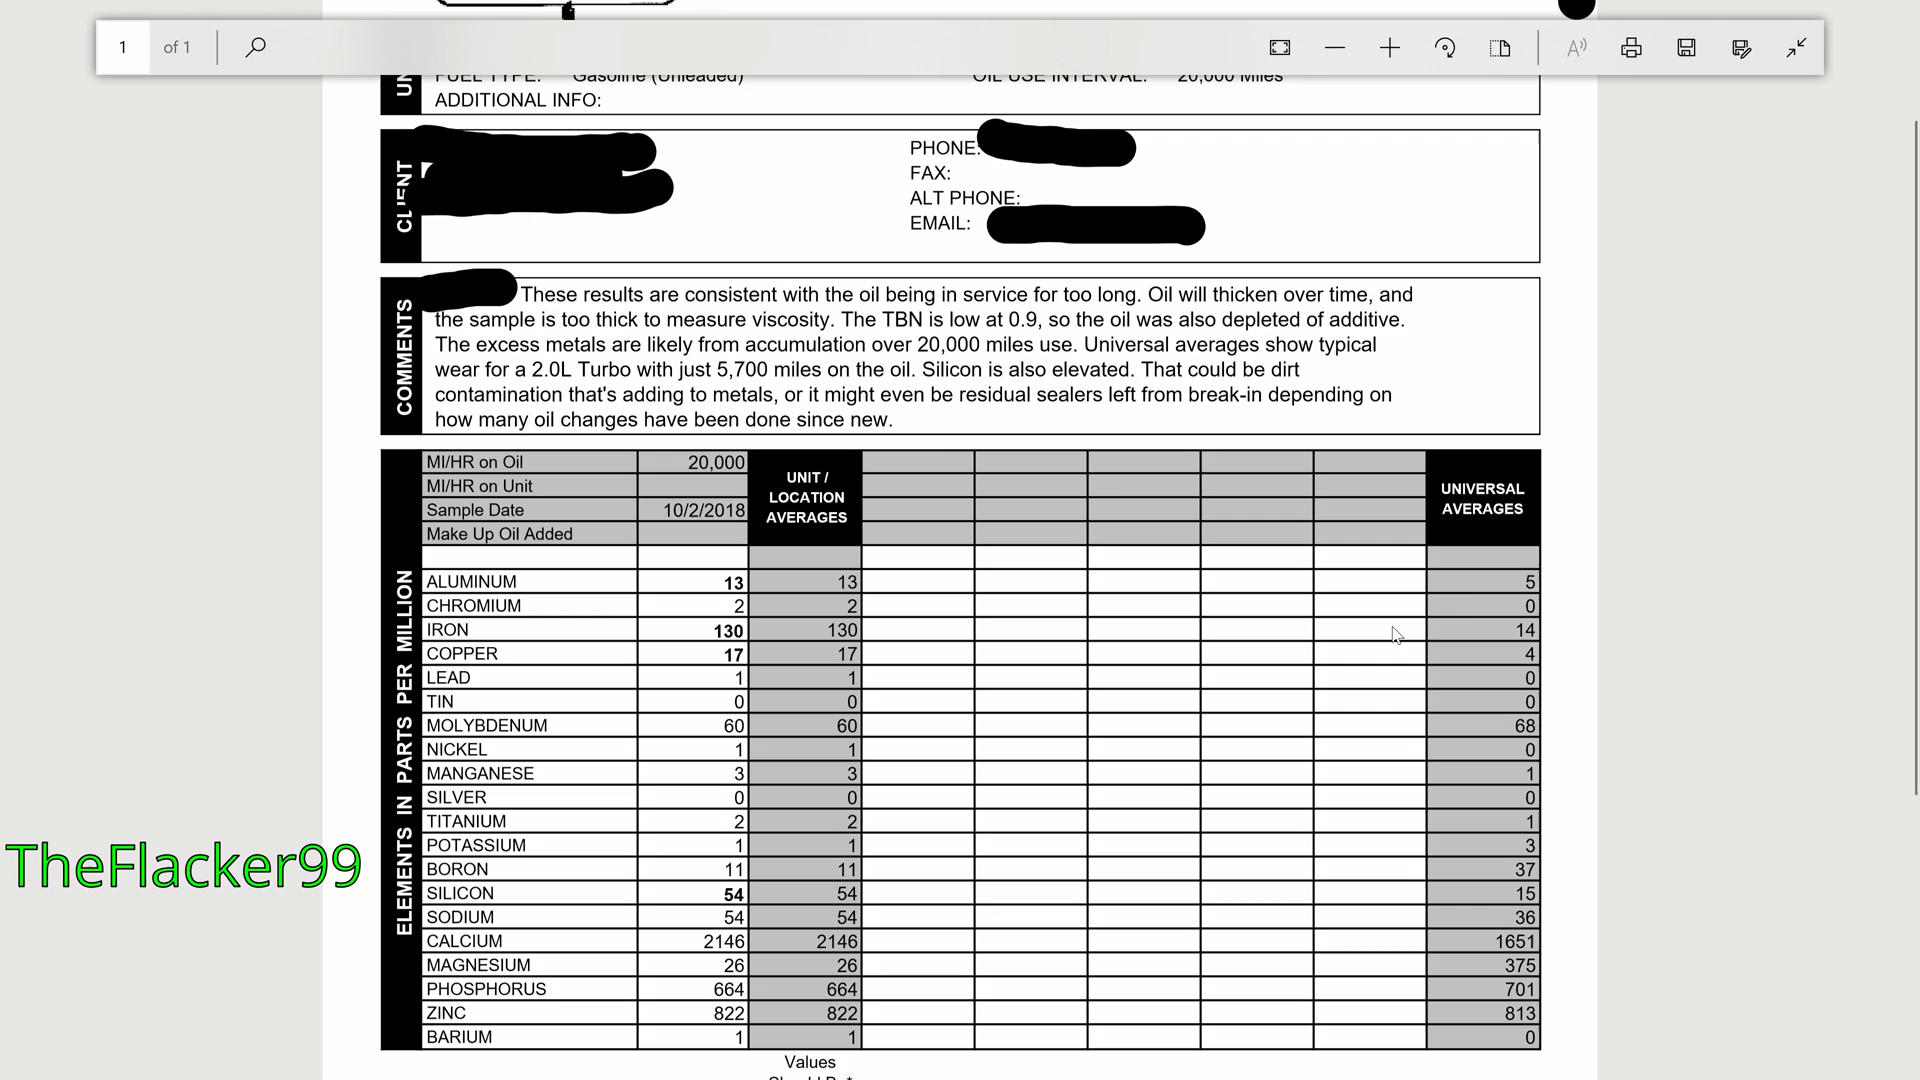 1 of 1
UN
FUEL TYPE: Gasoline (Unleaded) OIL USE INTERVAL: 20,000 Miles
ADDITIONAL INFO:
CLIENT
PHONE:
FAX:
ALT PHONE:
EMAIL:
COMMENTS
These results are consistent with the oil being in service for too long. Oil will thicken over time, and
the sample is too thick to measure viscosity. The TBN is low at 0.9, so the oil was also depleted of additive.
The excess metals are likely from accumulation over 20,000 miles use. Universal averages show typical
wear for a 2.0L Turbo with just 5,700 miles on the oil. Silicon is also elevated. That could be dirt
contamination that's adding to metals, or it might even be residual sealers left from break-in depending on
how many oil changes have been done since new.
MI/HR on Oil 20,000
MI/HR on Unit
Sample Date 10/2/2018
Make Up Oil Added
UNIT /
LOCATION
AVERAGES
UNIVERSAL
AVERAGES
ELEMENTS IN PARTS PER MILLION
ALUMINUM 13 13 5
CHROMIUM 2 2 0
IRON 130 130 14
COPPER 17 17 4
LEAD 1 1 0
TIN 0 0 0
MOLYBDENUM 60 60 68
NICKEL 1 1 0
MANGANESE 3 3 1
SILVER 0 0 0
TITANIUM 2 2 1
POTASSIUM 1 1 3
BORON 11 11 37
SILICON 54 54 15
SODIUM 54 54 36
CALCIUM 2146 2146 1651
MAGNESIUM 26 26 375
PHOSPHORUS 664 664 701
ZINC 822 822 813
BARIUM 1 1 0
Values
TheFlacker99